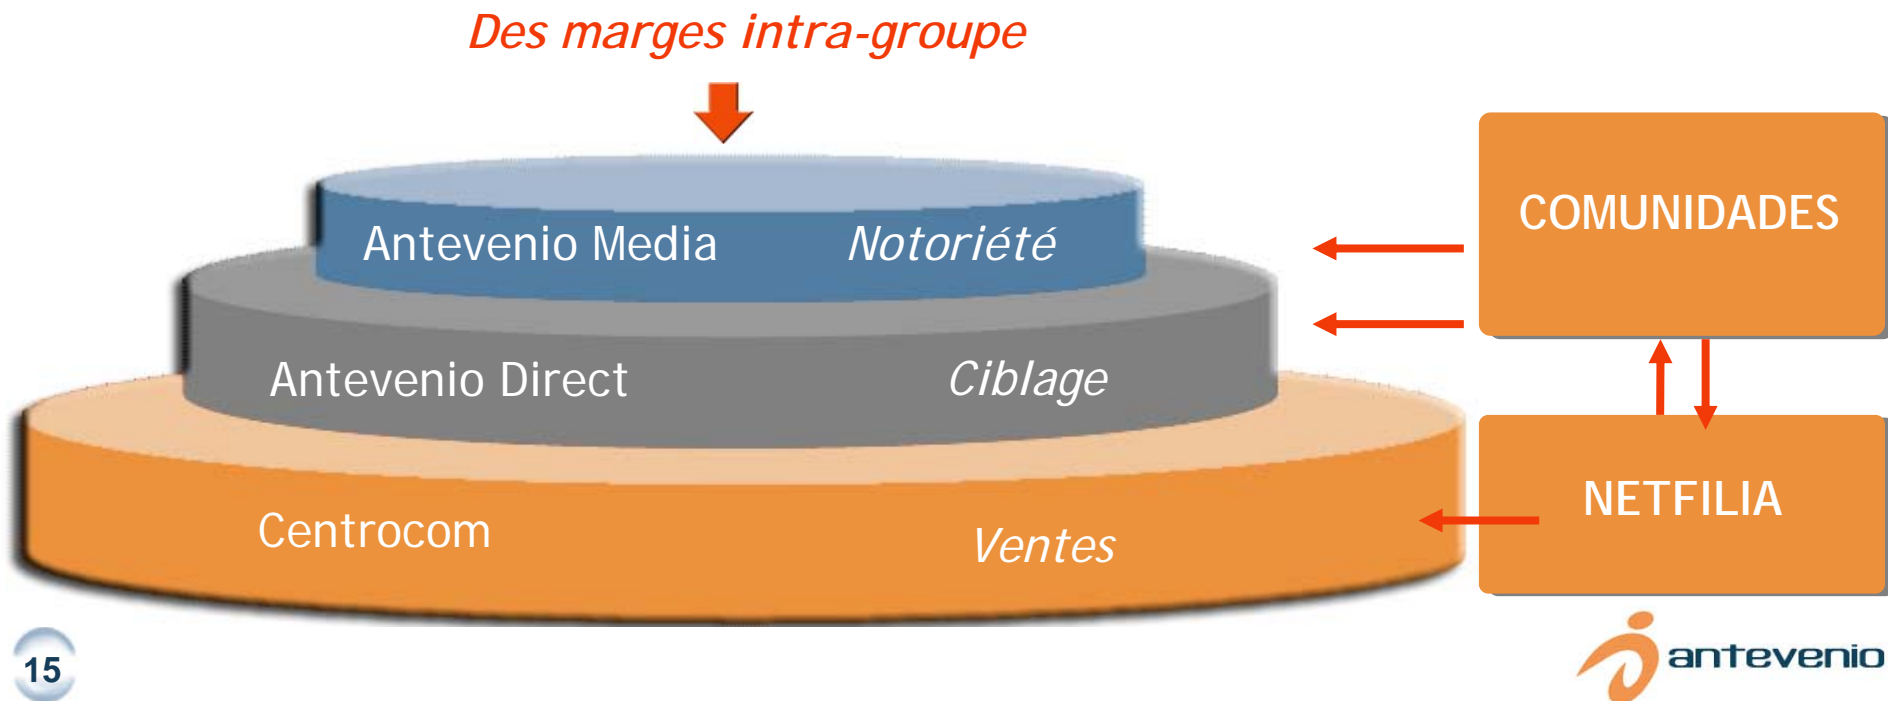 Des marges intra-groupe
Antevenio Media Notoriété
Antevenio Direct Ciblage
Centrocom Ventes
COMUNIDADES
NETFILIA
15
antevenio